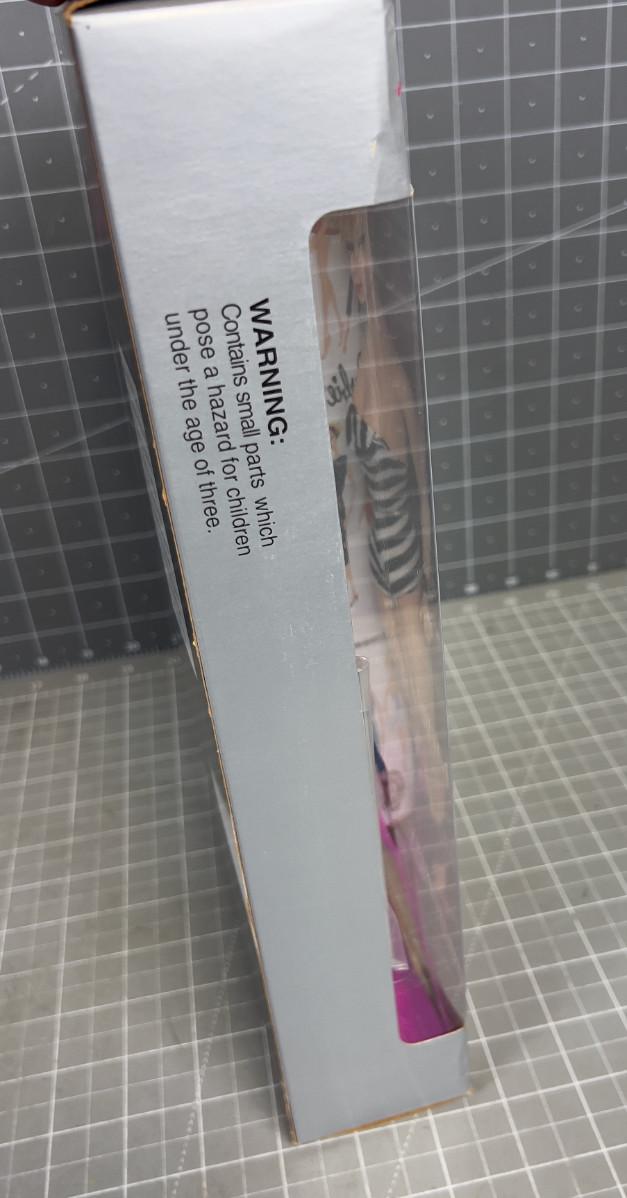 WARNING:
Contains small parts which
pose a hazard for children
under the age of three.